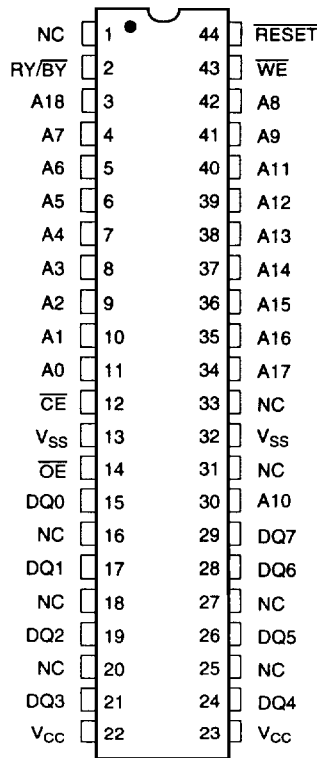 NC 1 44 RESET
RY/BY 2 43 WE
A18 3 42 A8
A7 4 41 A9
A6 5 40 A11
A5 6 39 A12
A4 7 38 A13
A3 8 37 A14
A2 9 36 A15
A1 10 35 A16
A0 11 34 A17
CE 12 33 NC
VSS 13 32 VSS
OE 14 31 NC
DQ0 15 30 A10
NC 16 29 DQ7
DQ1 17 28 DQ6
NC 18 27 NC
DQ2 19 26 DQ5
NC 20 25 NC
DQ3 21 24 DQ4
VCC 22 23 VCC